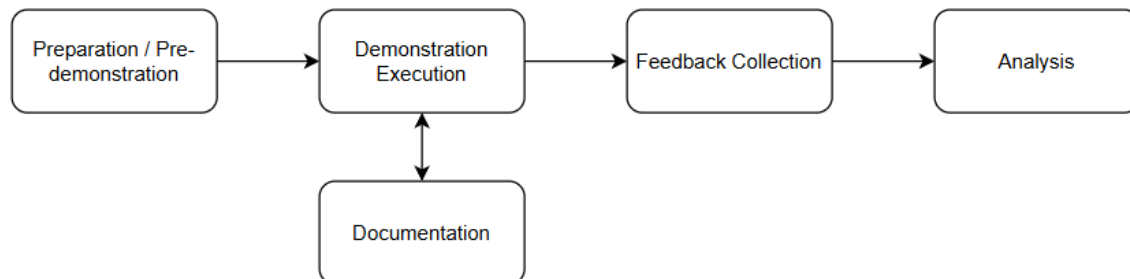 Preparation / Pre-
demonstration
Demonstration
Execution
Feedback Collection
Analysis
Documentation